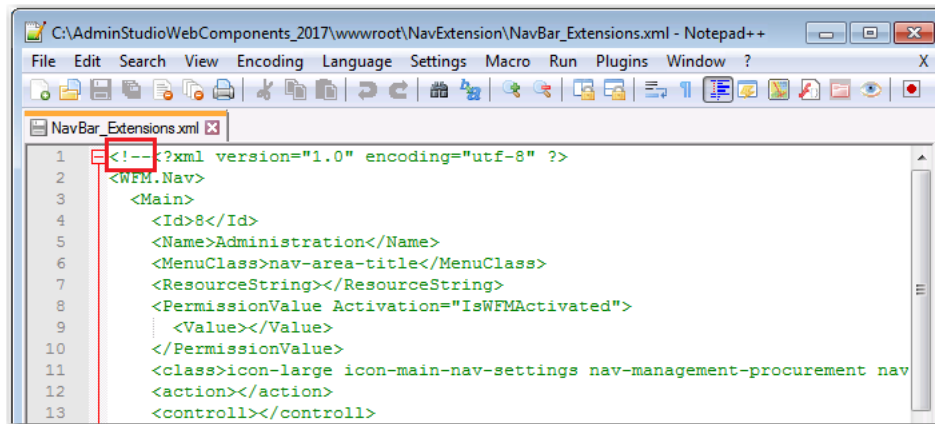 C:\AdminStudioWebComponents_2017\wwwroot\NavExtension\NavBar_Extensions.xml - Notepad++
File Edit Search View Encoding Language Settings Macro Run Plugins Window ? X
NavBar_Extensions.xml
1 <!--<?xml version="1.0" encoding="utf-8" ?>
2 <WFM.Nav>
3 <Main>
4 <Id>8</Id>
5 <Name>Administration</Name>
6 <MenuClass>nav-area-title</MenuClass>
7 <ResourceString></ResourceString>
8 <PermissionValue Activation="IsWFMActivated">
9 <Value></Value>
10 </PermissionValue>
11 <class>icon-large icon-main-nav-settings nav-management-procurement nav
12 <action></action>
13 <controll></controll>